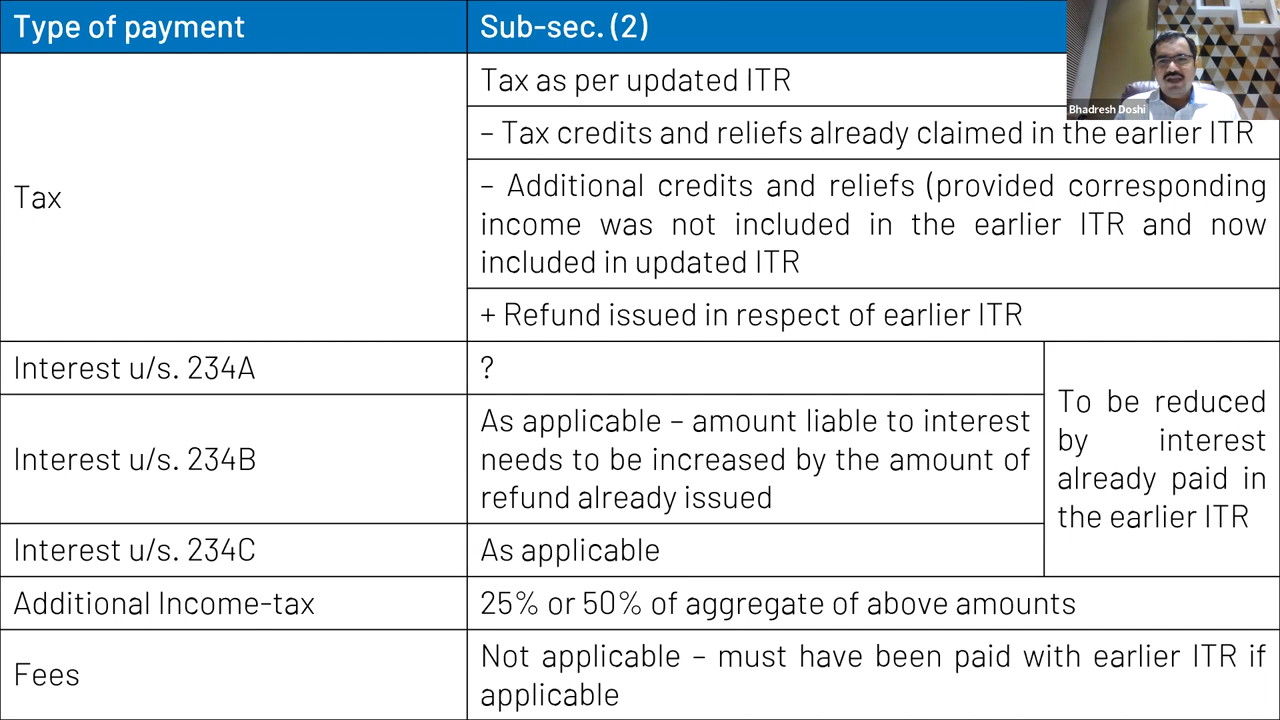 Type of payment
Sub-sec. (2)
Bhadresh Doshi
Tax
Tax as per updated ITR
– Tax credits and reliefs already claimed in the earlier ITR
– Additional credits and reliefs (provided corresponding
income was not included in the earlier ITR and now
included in updated ITR
+ Refund issued in respect of earlier ITR
Interest u/s. 234A
?
To be reduced
by interest
already paid in
the earlier ITR
Interest u/s. 234B
As applicable – amount liable to interest
needs to be increased by the amount of
refund already issued
Interest u/s. 234C
As applicable
Additional Income-tax
25% or 50% of aggregate of above amounts
Fees
Not applicable – must have been paid with earlier ITR if
applicable